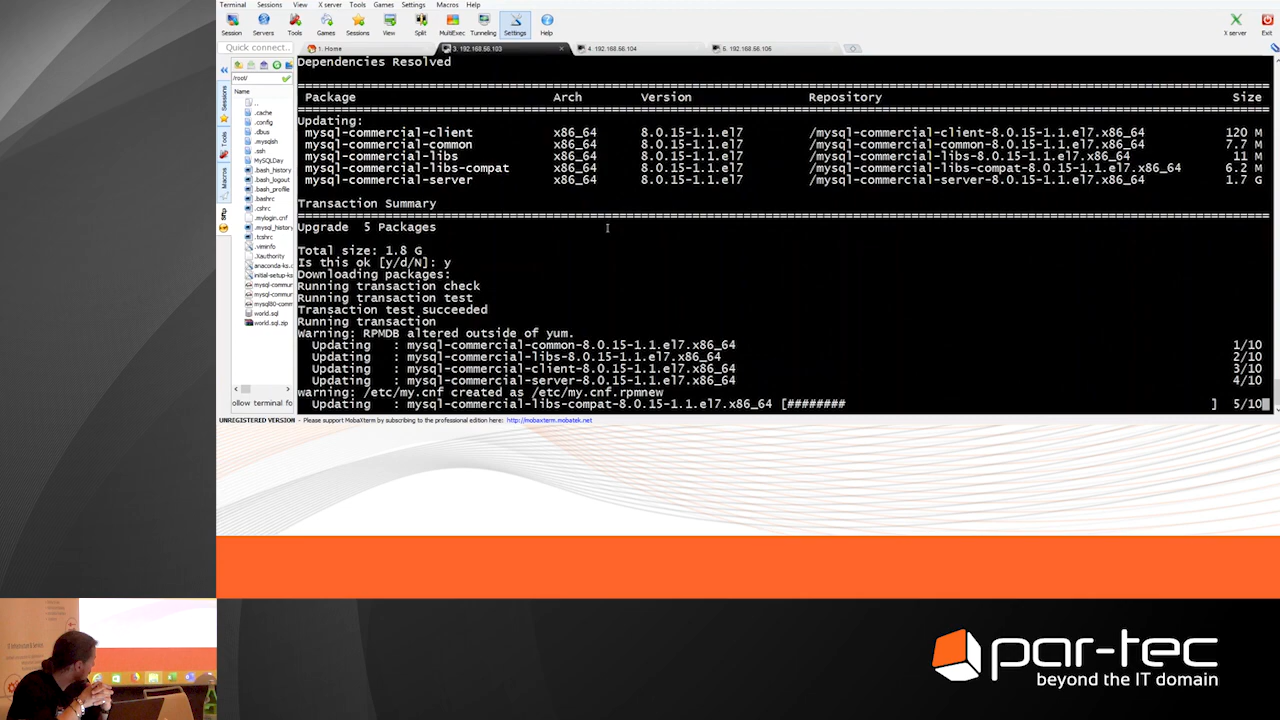 Terminal Sessions View X server Tools Games Settings Macros Help
Session Servers Tools Games Sessions View Split MultiExec Tunneling Settings Help X server Exit
Quick connect... 1. Home 3. 192.168.56.103 4. 192.168.56.104 5. 192.168.56.106
/root/
Name
..
.cache
.config
.dbus
.mysqlsh
.ssh
MySQLDay
.bash_history
.bash_logout
.bash_profile
.bashrc
.cshrc
.mylogin.cnf
.mysql_history
.tcshrc
.viminfo
.Xauthority
anaconda-ks.c
initial-setup-ks
mysql-commur
mysql-commur
mysql80-comm
world.sql
world.sql.zip
ollow terminal fo
Sessions
Tools
Macros
Sftp
Dependencies Resolved
Package Arch Version Repository Size
Updating:
mysql-commercial-client x86_64 8.0.15-1.1.el7 /mysql-commercial-client-8.0.15-1.1.el7.x86_64 120 M
mysql-commercial-common x86_64 8.0.15-1.1.el7 /mysql-commercial-common-8.0.15-1.1.el7.x86_64 7.7 M
mysql-commercial-libs x86_64 8.0.15-1.1.el7 /mysql-commercial-libs-8.0.15-1.1.el7.x86_64 11 M
mysql-commercial-libs-compat x86_64 8.0.15-1.1.el7 /mysql-commercial-libs-compat-8.0.15-1.1.el7.x86_64 6.2 M
mysql-commercial-server x86_64 8.0.15-1.1.el7 /mysql-commercial-server-8.0.15-1.1.el7.x86_64 1.7 G
Transaction Summary
Upgrade 5 Packages
Total size: 1.8 G
Is this ok [y/d/N]: y
Downloading packages:
Running transaction check
Running transaction test
Transaction test succeeded
Running transaction
Warning: RPMDB altered outside of yum.
Updating : mysql-commercial-common-8.0.15-1.1.el7.x86_64 1/10
Updating : mysql-commercial-libs-8.0.15-1.1.el7.x86_64 2/10
Updating : mysql-commercial-client-8.0.15-1.1.el7.x86_64 3/10
Updating : mysql-commercial-server-8.0.15-1.1.el7.x86_64 4/10
warning: /etc/my.cnf created as /etc/my.cnf.rpmnew
Updating : mysql-commercial-libs-compat-8.0.15-1.1.el7.x86_64 [######## ] 5/10
UNREGISTERED VERSION - Please support MobaXterm by subscribing to the professional edition here: http://mobaxterm.mobatek.net
par-tec
beyond the IT domain